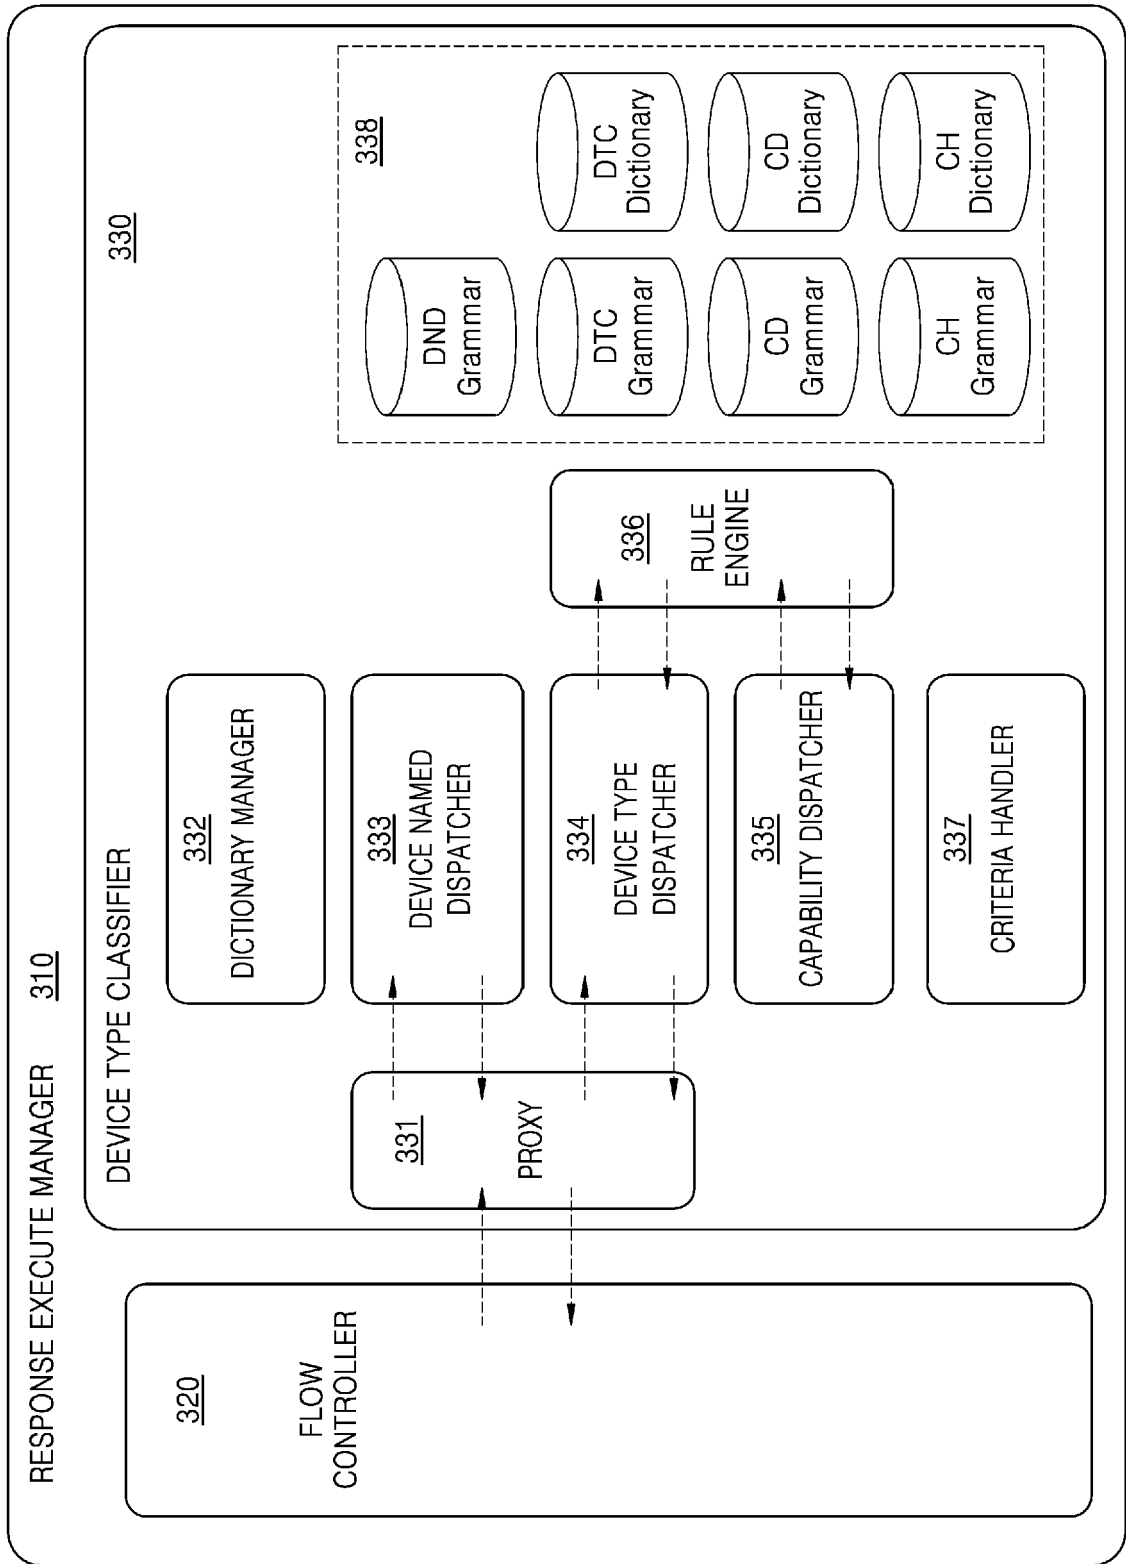 RESPONSE EXECUTE MANAGER 310
320
FLOW
CONTROLLER
DEVICE TYPE CLASSIFIER
330
331
PROXY
332
DICTIONARY MANAGER
333
DEVICE NAMED
DISPATCHER
334
DEVICE TYPE
DISPATCHER
335
CAPABILITY DISPATCHER
337
CRITERIA HANDLER
336
RULE
ENGINE
338
DND
Grammar
DTC
Grammar
DTC
Dictionary
CD
Grammar
CD
Dictionary
CH
Grammar
CH
Dictionary